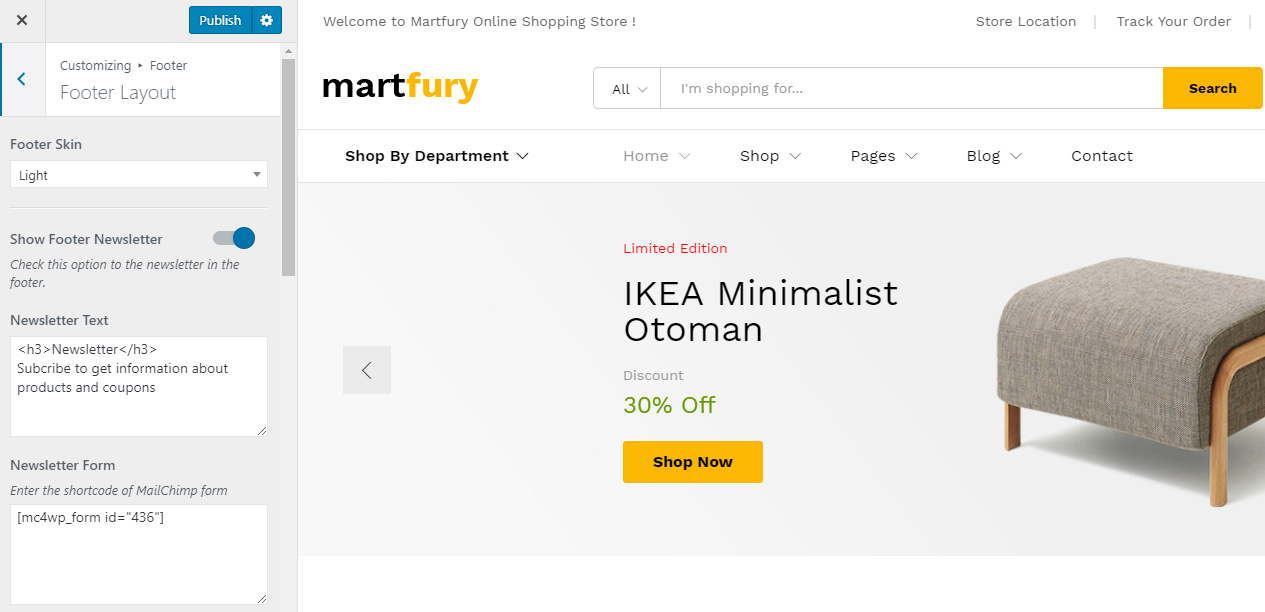 Publish
Customizing ▸ Footer
Footer Layout
Footer Skin
Light
Show Footer Newsletter
Check this option to the newsletter in the
footer.
Newsletter Text
<h3>Newsletter</h3>
Subcribe to get information about
products and coupons
Newsletter Form
Enter the shortcode of MailChimp form
[mc4wp_form id="436"]
Welcome to Martfury Online Shopping Store !
Store Location | Track Your Order |
martfury
All
I'm shopping for...
Search
Shop By Department
Home Shop Pages Blog Contact
Limited Edition
IKEA Minimalist
Otoman
Discount
30% Off
Shop Now